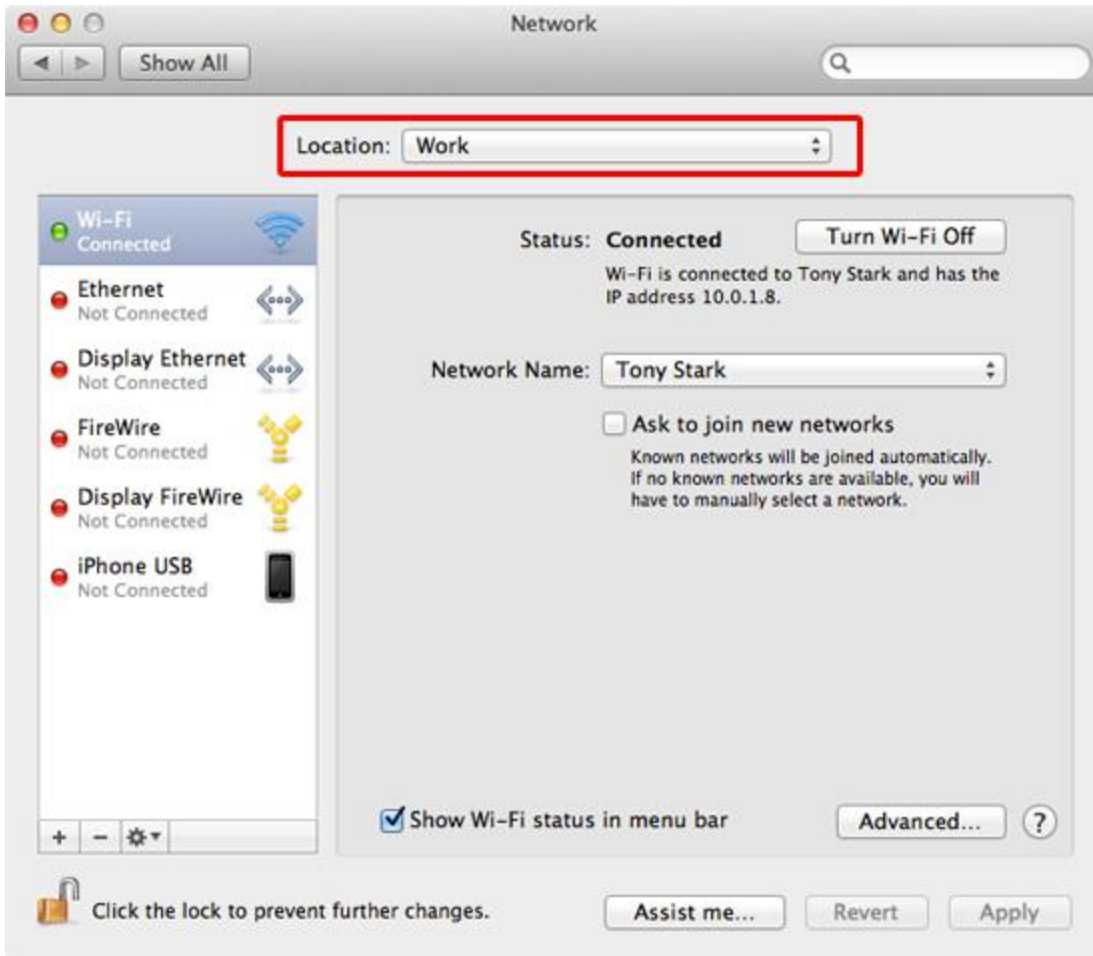 Network
Show All
Location: Work
Wi-Fi
Connected
Ethernet
Not Connected
Display Ethernet
Not Connected
FireWire
Not Connected
Display FireWire
Not Connected
iPhone USB
Not Connected
Status: Connected
Turn Wi-Fi Off
Wi-Fi is connected to Tony Stark and has the
IP address 10.0.1.8.
Network Name: Tony Stark
Ask to join new networks
Known networks will be joined automatically.
If no known networks are available, you will
have to manually select a network.
Show Wi-Fi status in menu bar
Advanced...
?
+ −
Click the lock to prevent further changes.
Assist me...
Revert
Apply